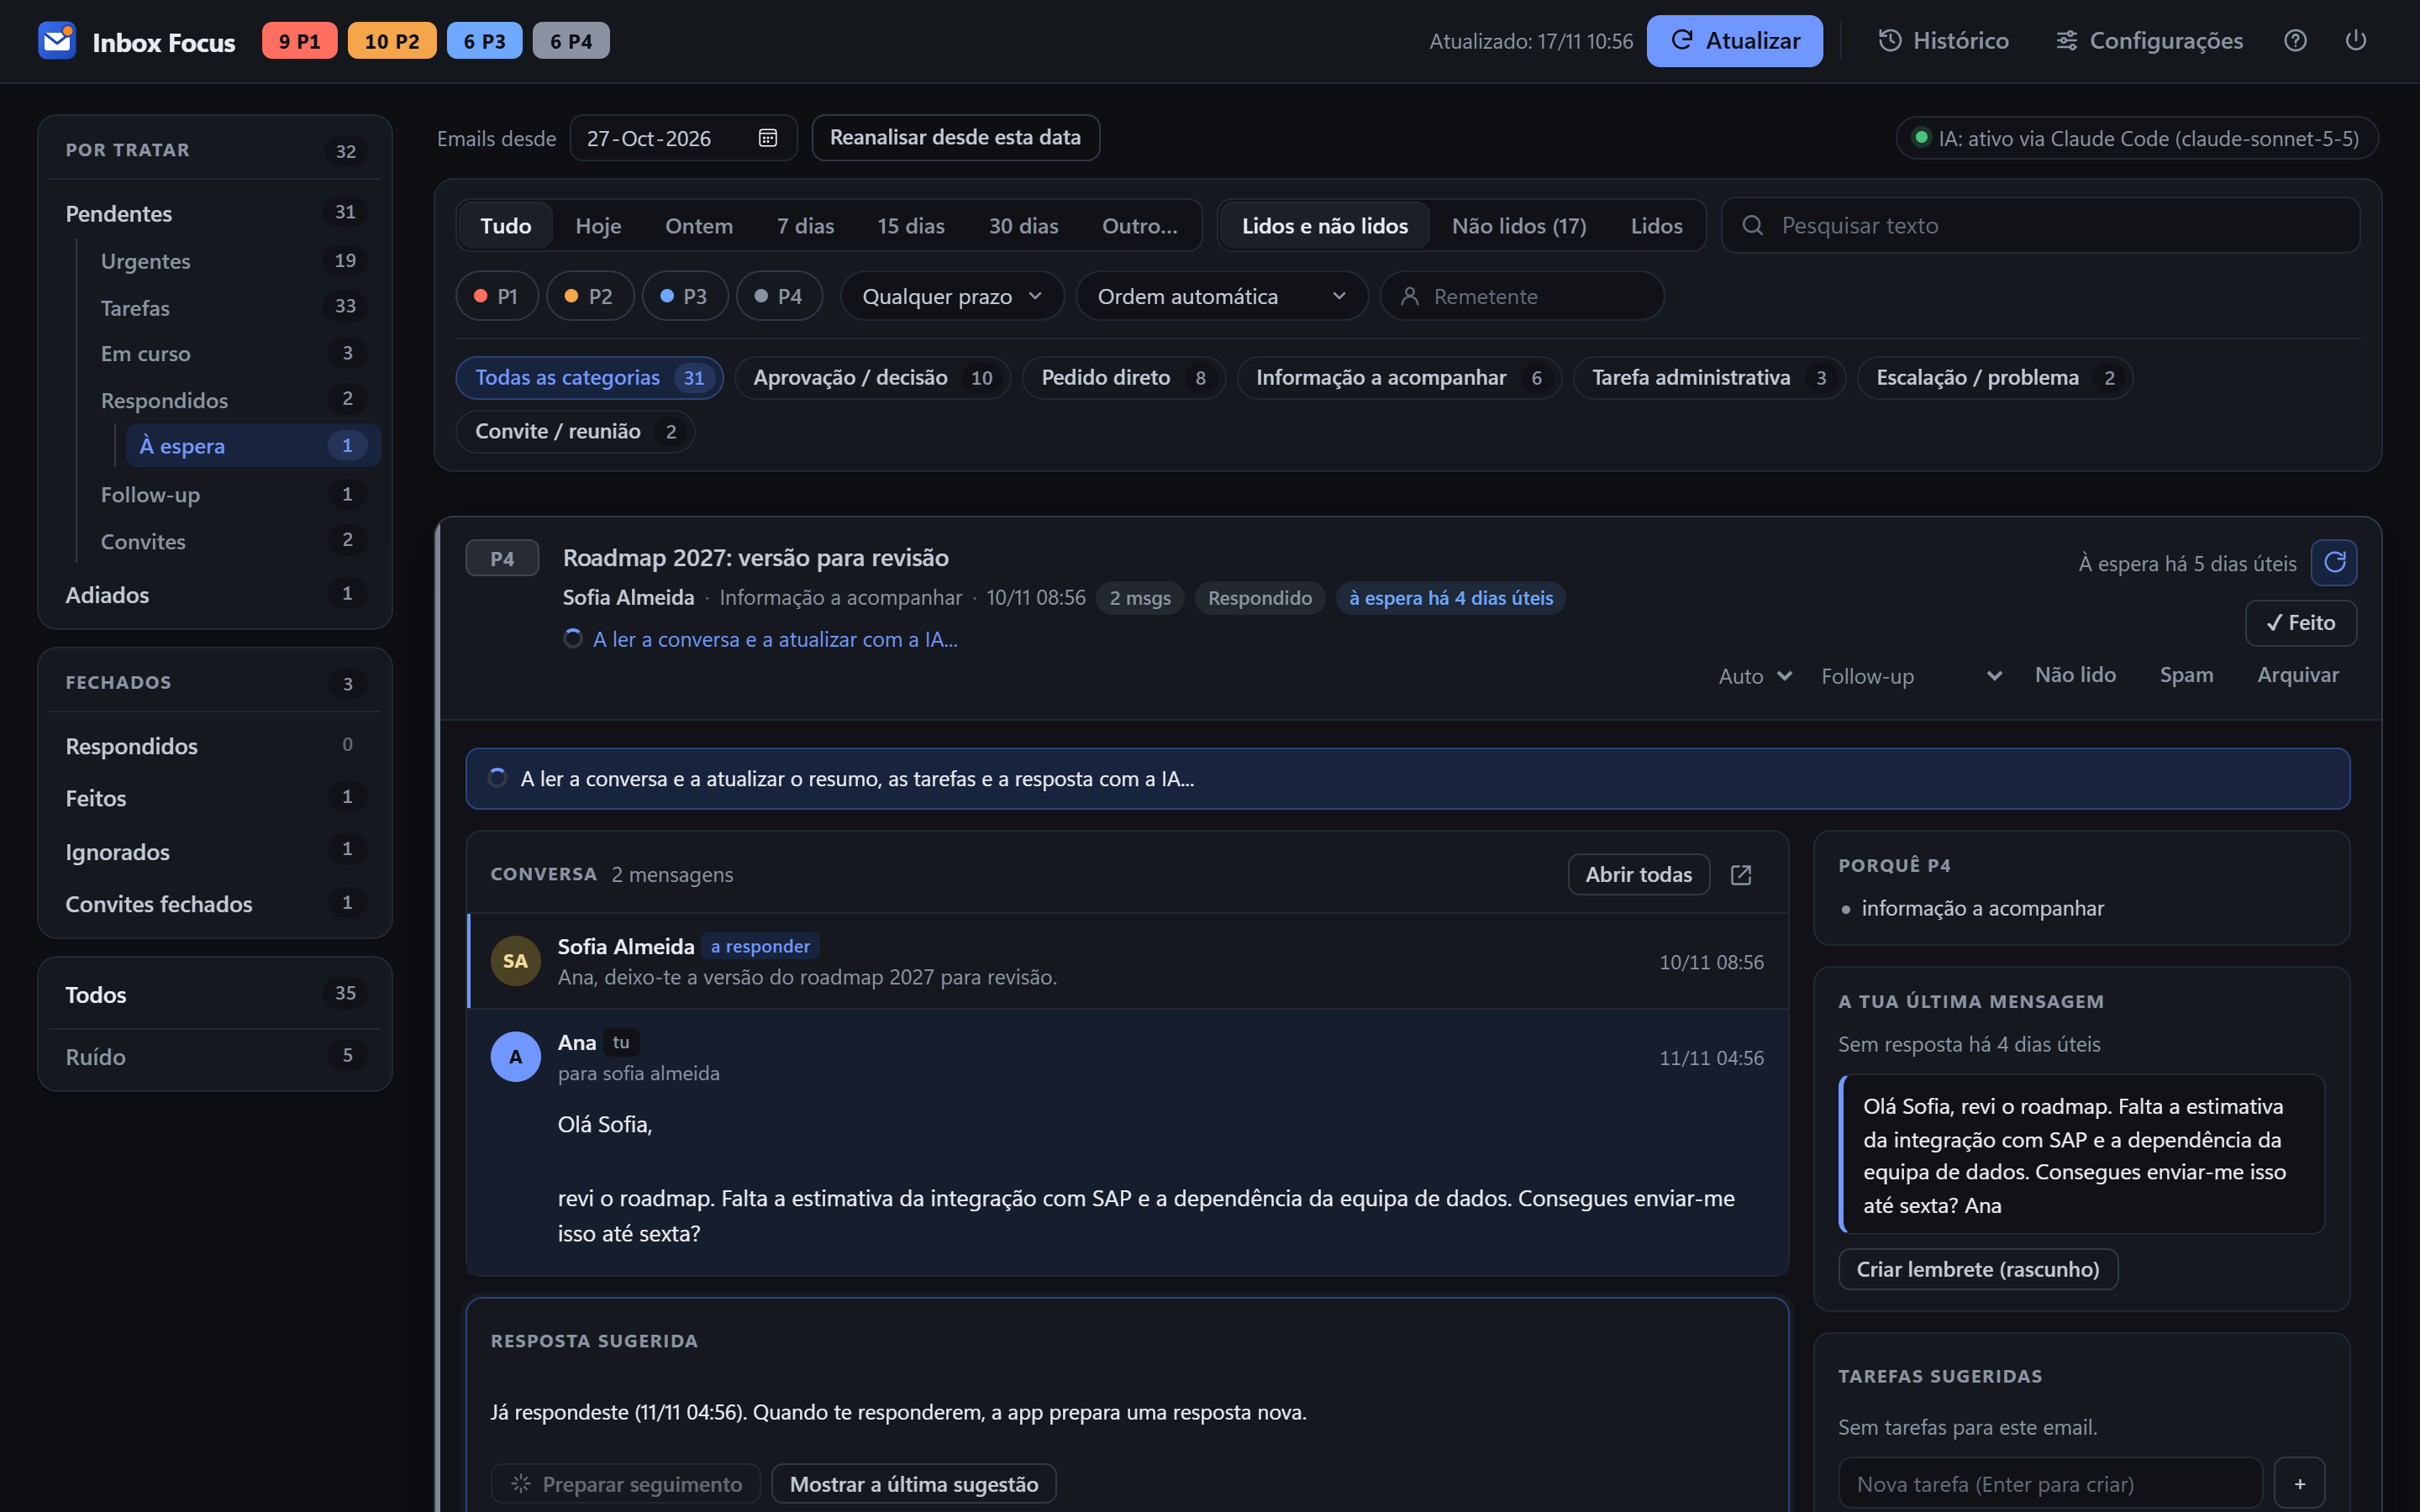 Inbox Focus
9 P1
10 P2
6 P3
6 P4
Atualizado: 17/11 10:56
Atualizar
Histórico
Configurações
POR TRATAR 32
Pendentes 31
Urgentes 19
Tarefas 33
Em curso 3
Respondidos 2
À espera 1
Follow-up 1
Convites 2
Adiados 1
FECHADOS 3
Respondidos 0
Feitos 1
Ignorados 1
Convites fechados 1
Todos 35
Ruído 5
Emails desde
27-Oct-2026
Reanalisar desde esta data
IA: ativo via Claude Code (claude-sonnet-5-5)
Tudo
Hoje
Ontem
7 dias
15 dias
30 dias
Outro...
Lidos e não lidos
Não lidos (17)
Lidos
Pesquisar texto
P1
P2
P3
P4
Qualquer prazo
Ordem automática
Remetente
Todas as categorias 31
Aprovação / decisão 10
Pedido direto 8
Informação a acompanhar 6
Tarefa administrativa 3
Escalação / problema 2
Convite / reunião 2
P4
Roadmap 2027: versão para revisão
Sofia Almeida · Informação a acompanhar · 10/11 08:56
2 msgs
Respondido
à espera há 4 dias úteis
A ler a conversa e a atualizar com a IA...
À espera há 5 dias úteis
✓ Feito
Auto
Follow-up
Não lido
Spam
Arquivar
A ler a conversa e a atualizar o resumo, as tarefas e a resposta com a IA...
CONVERSA 2 mensagens
Abrir todas
SA
Sofia Almeida a responder
10/11 08:56
Ana, deixo-te a versão do roadmap 2027 para revisão.
A
Ana tu
11/11 04:56
para sofia almeida
Olá Sofia,
revi o roadmap. Falta a estimativa da integração com SAP e a dependência da equipa de dados. Consegues enviar-me
isso até sexta?
RESPOSTA SUGERIDA
Já respondeste (11/11 04:56). Quando te responderem, a app prepara uma resposta nova.
Preparar seguimento
Mostrar a última sugestão
PORQUÊ P4
informação a acompanhar
A TUA ÚLTIMA MENSAGEM
Sem resposta há 4 dias úteis
Olá Sofia, revi o roadmap. Falta a estimativa
da integração com SAP e a dependência da
equipa de dados. Consegues enviar-me isso
até sexta? Ana
Criar lembrete (rascunho)
TAREFAS SUGERIDAS
Sem tarefas para este email.
Nova tarefa (Enter para criar)
+